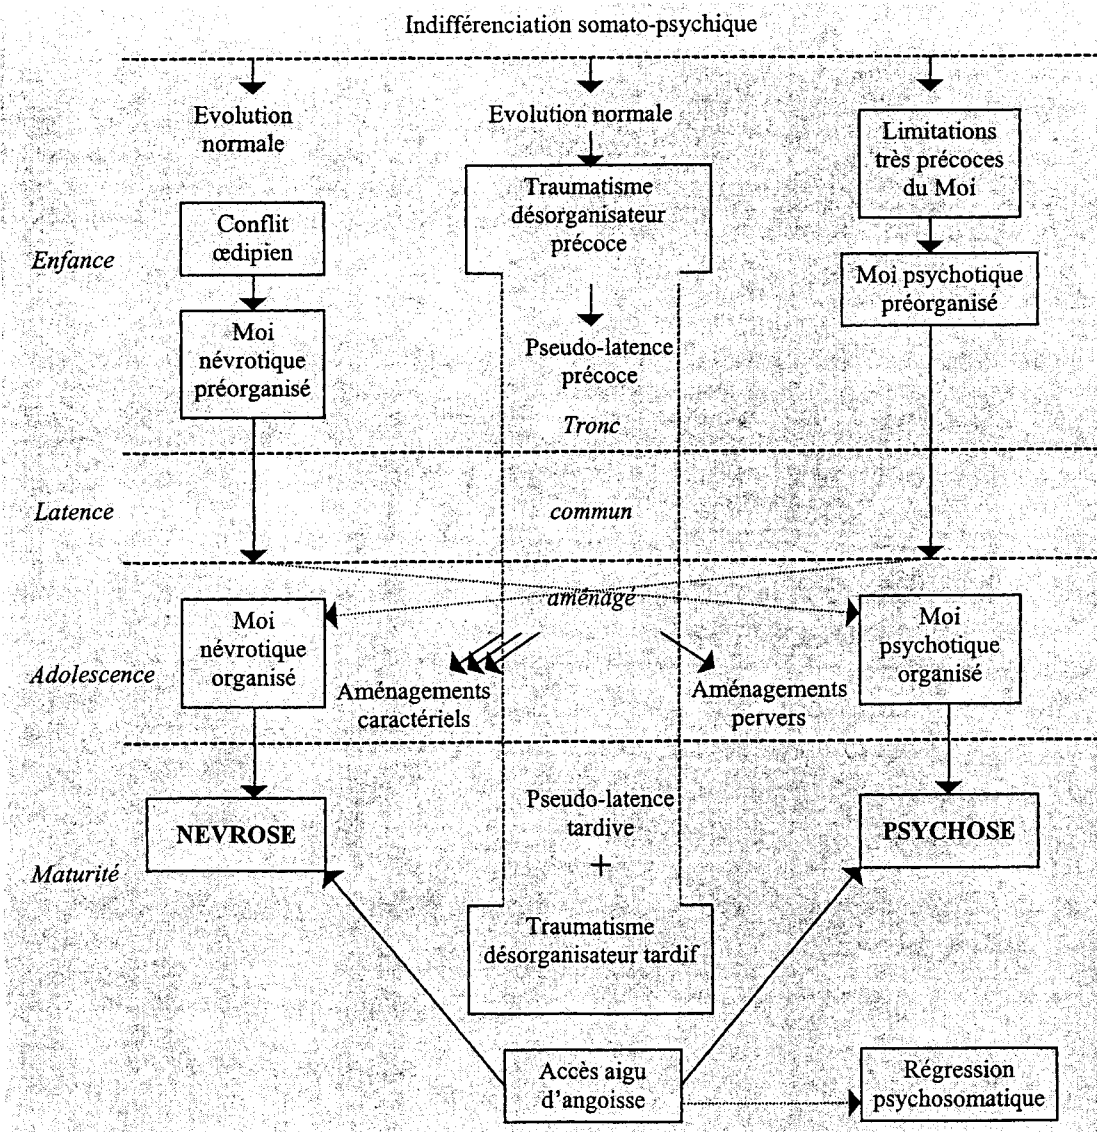 Indifférenciation somato-psychique
Evolution
normale
Evolution normale
Limitations
très précoces
du Moi
Traumatisme
désorganisateur
précoce
Conflit
œdipien
Enfance
Moi psychotique
préorganisé
Moi
névrotique
préorganisé
Pseudo-latence
précoce
Tronc
Latence
commun
aménagé
Moi
névrotique
organisé
Moi
psychotique
organisé
Adolescence
Aménagements
caractériels
Aménagements
pervers
Pseudo-latence
tardive
+
NEVROSE
PSYCHOSE
Maturité
Traumatisme
désorganisateur tardif
Accès aigu
d'angoisse
Régression
psychosomatique